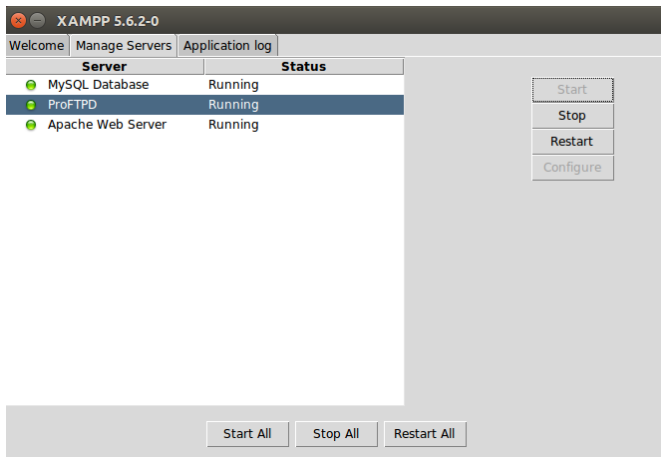 XAMPP 5.6.2-0
Welcome Manage Servers Application log
Server Status
MySQL Database Running
ProFTPD Running
Apache Web Server Running
Start
Stop
Restart
Configure
Start All Stop All Restart All